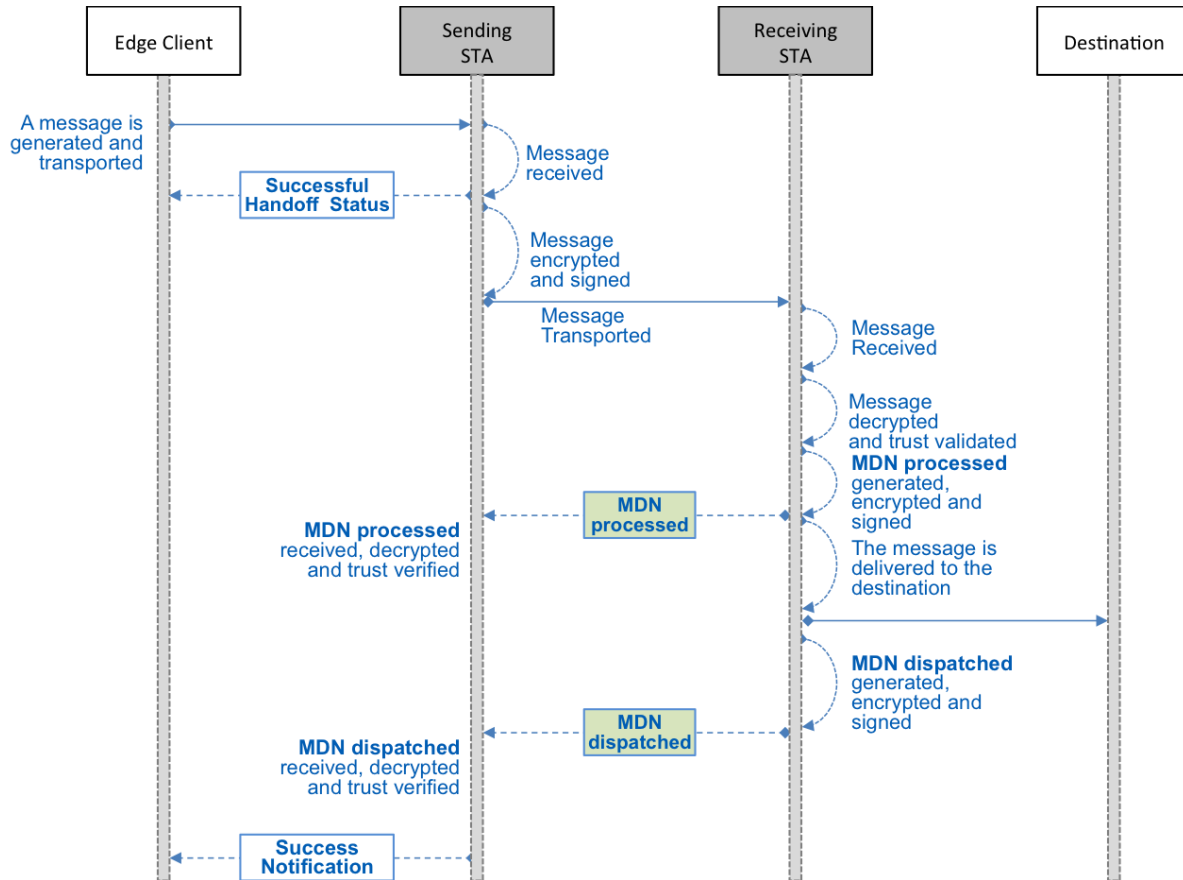 Edge Client
Sending
STA
Receiving
STA
Destination
A message is
generated and
transported
Message
received
Successful
Handoff Status
Message
encrypted
and signed
Message
Transported
Message
Received
Message
decrypted
and trust validated
MDN processed
generated,
encrypted and
signed
MDN
processed
MDN processed
received, decrypted
and trust verified
The message is
delivered to the
destination
MDN dispatched
generated,
encrypted and
signed
MDN
dispatched
MDN dispatched
received, decrypted
and trust verified
Success
Notification